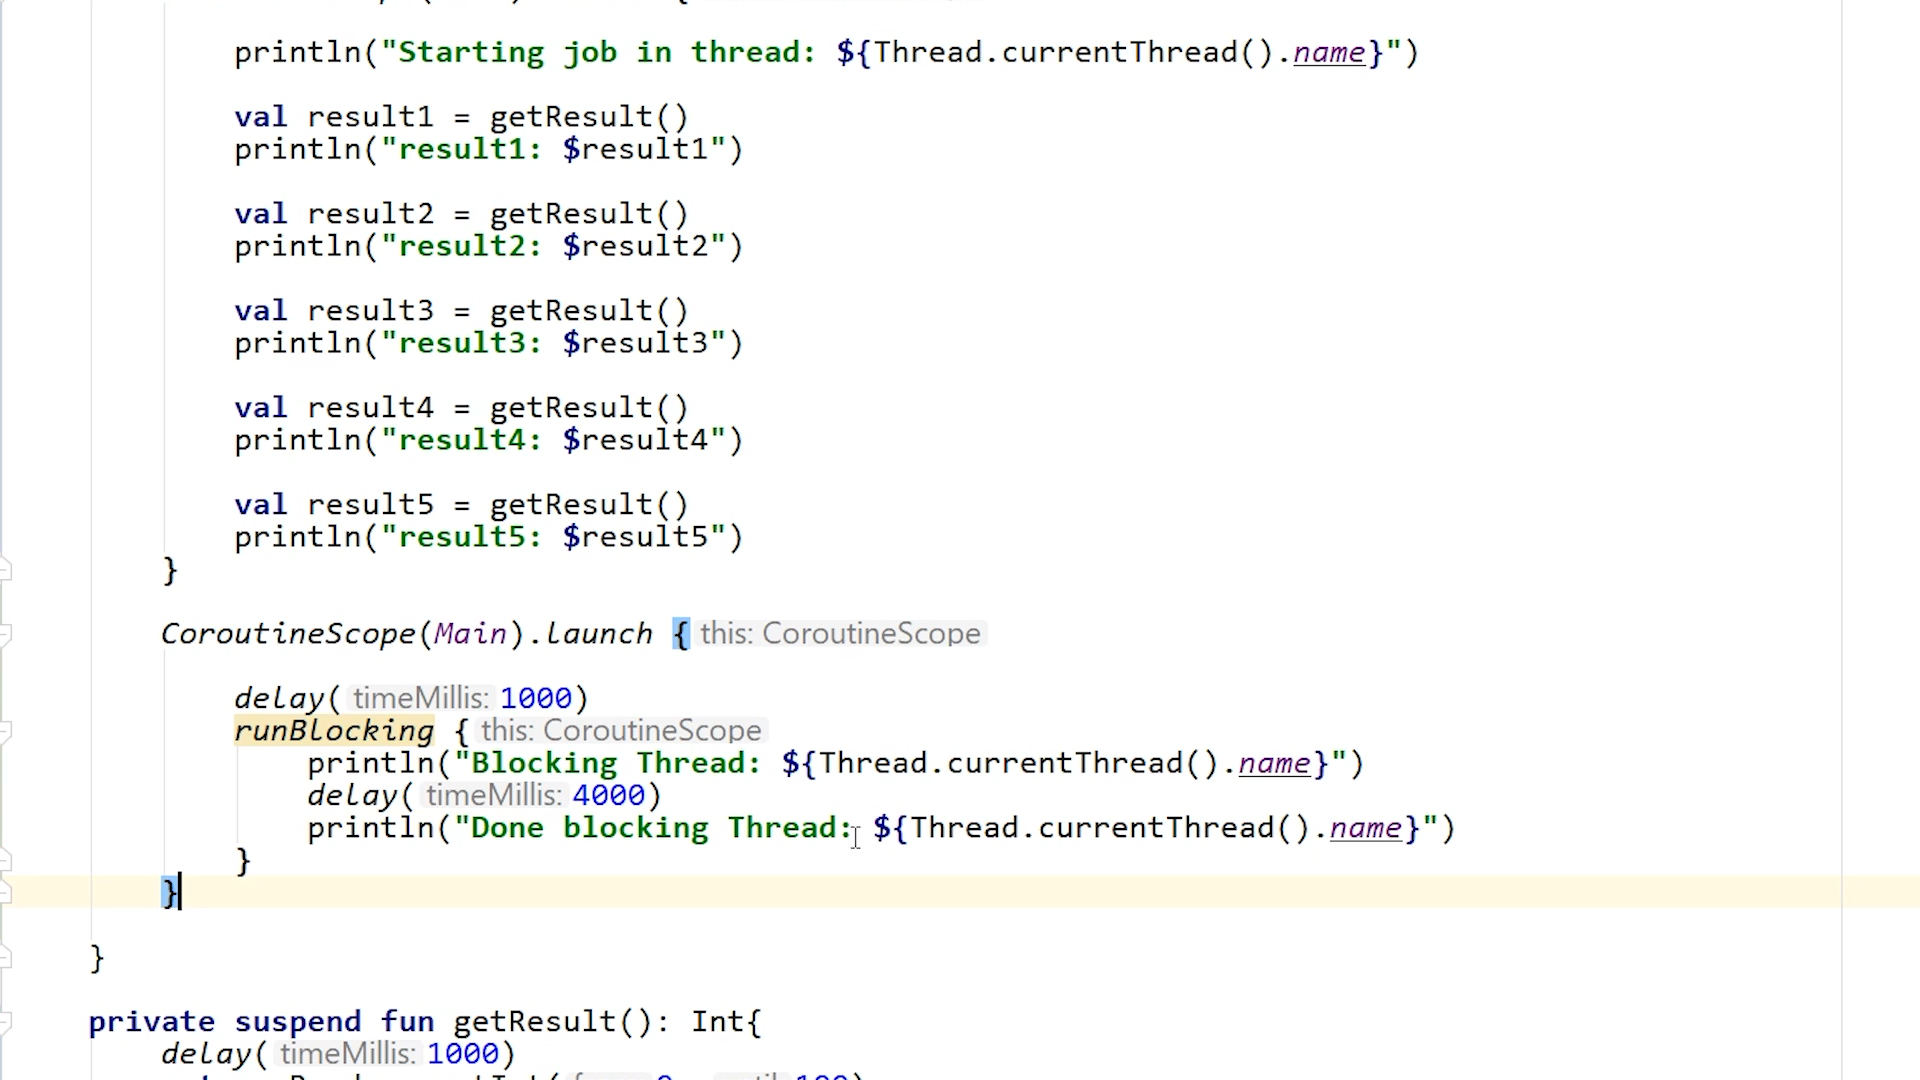 println("Starting job in thread: ${Thread.currentThread().name}")
val result1 = getResult()
println("result1: $result1")
val result2 = getResult()
println("result2: $result2")
val result3 = getResult()
println("result3: $result3")
val result4 = getResult()
println("result4: $result4")
val result5 = getResult()
println("result5: $result5")
}
CoroutineScope(Main).launch { this: CoroutineScope
delay( timeMillis: 1000)
runBlocking { this: CoroutineScope
println("Blocking Thread: ${Thread.currentThread().name}")
delay( timeMillis: 4000)
println("Done blocking Thread: ${Thread.currentThread().name}")
}
}
}
private suspend fun getResult(): Int{
delay( timeMillis: 1000)